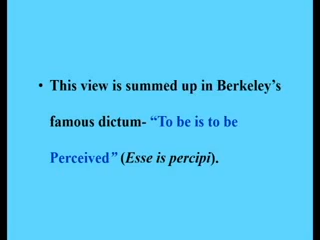 • This view is summed up in Berkeley's
famous dictum- “To be is to be
Perceived” (Esse is percipi).